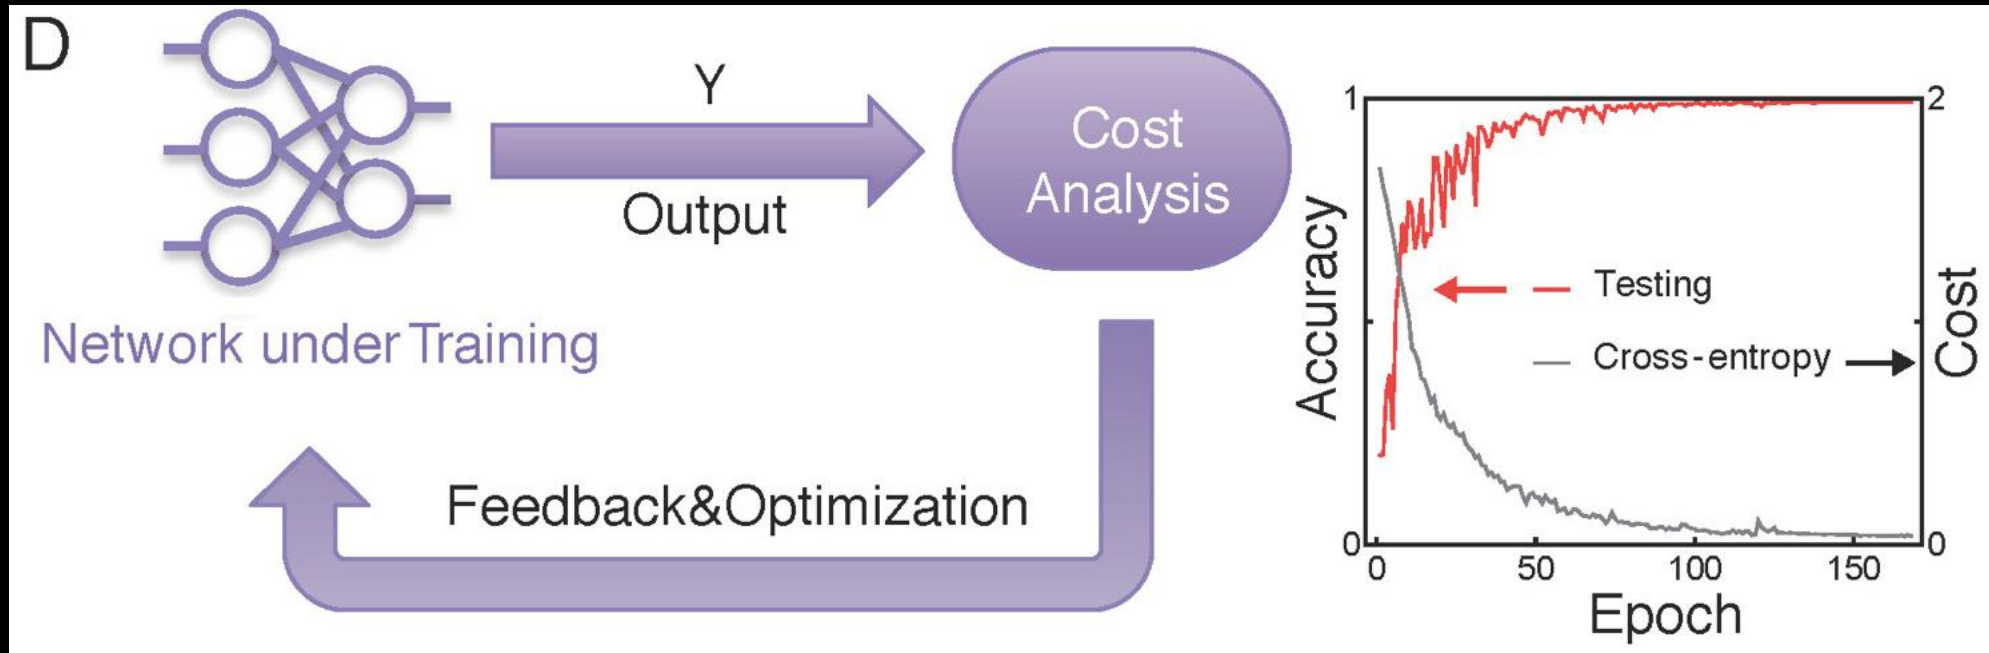 D
Y
Output
Cost
Analysis
Network under Training
Feedback&Optimization
1
2
Accuracy
Testing
Cross-entropy
Cost
0
0
0 50 100 150
Epoch